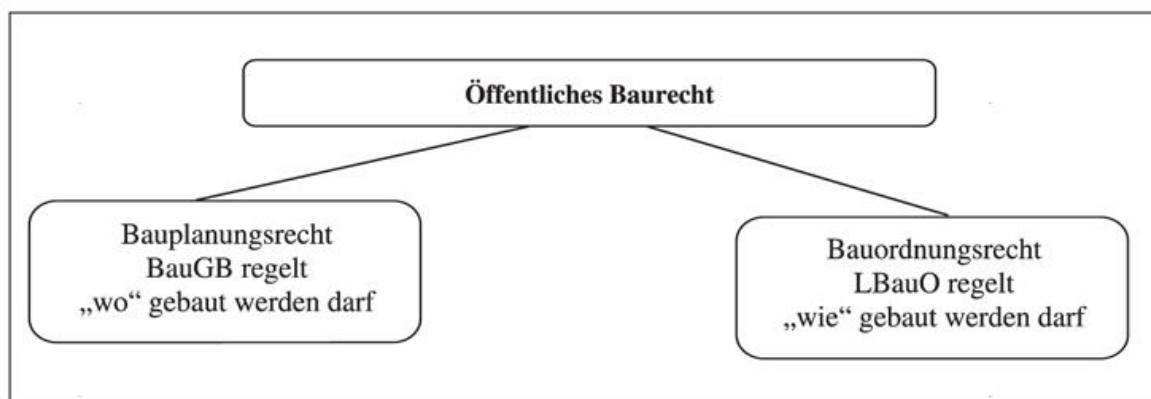 Öffentliches Baurecht
Bauplanungsrecht
BauGB regelt
„wo“ gebaut werden darf
Bauordnungsrecht
LBauO regelt
„wie“ gebaut werden darf